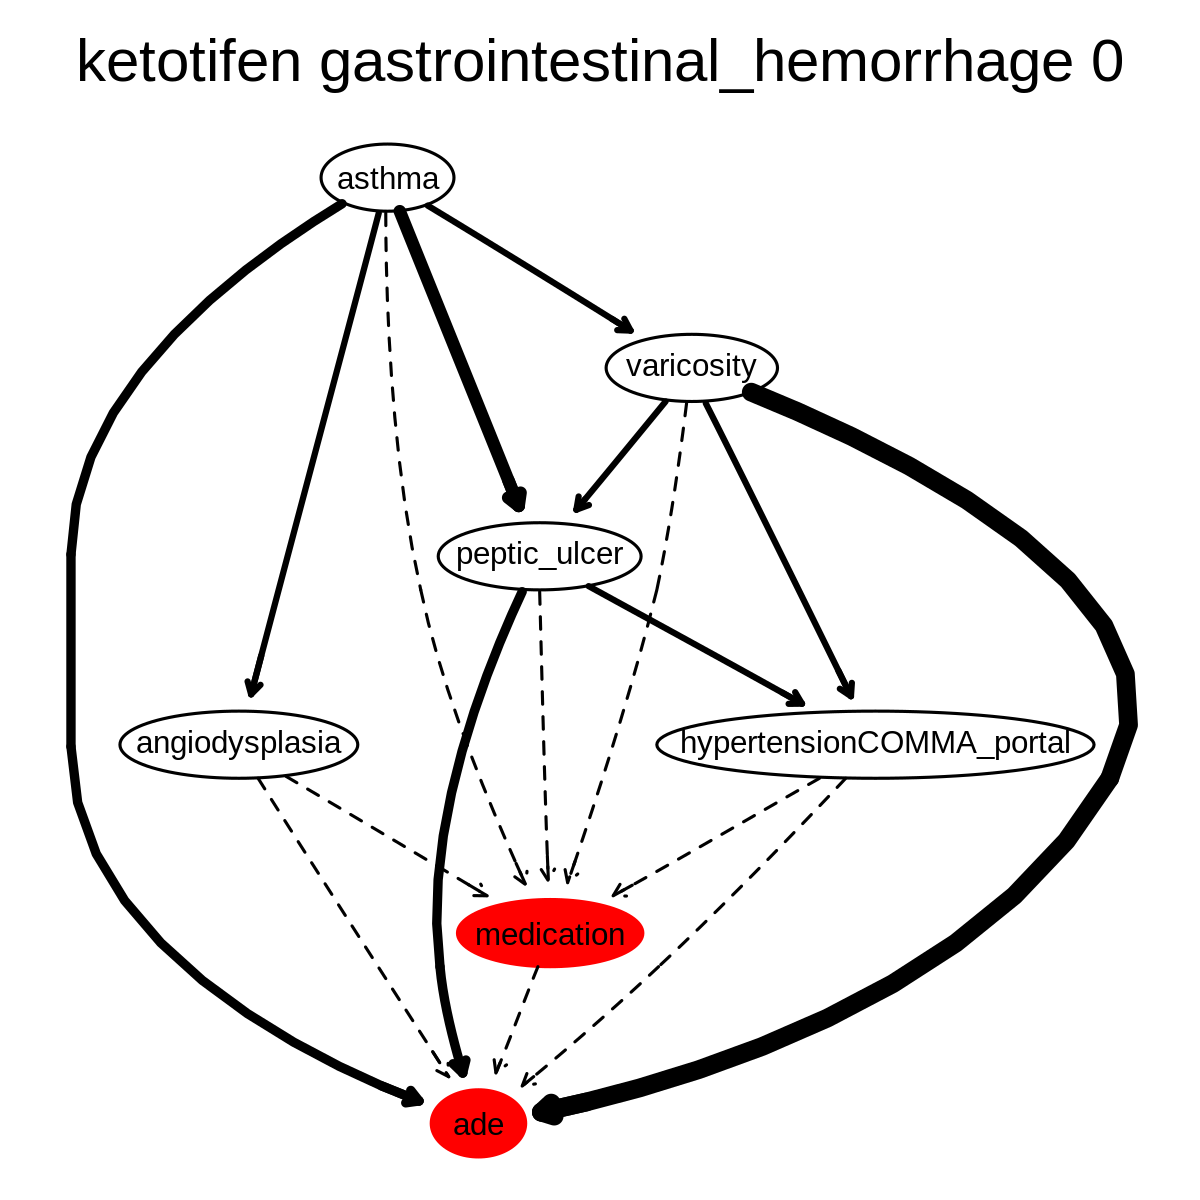 ketotifen gastrointestinal_hemorrhage 0
asthma
varicosity
peptic_ulcer
angiodysplasia
hypertensionCOMMA_portal
medication
ade